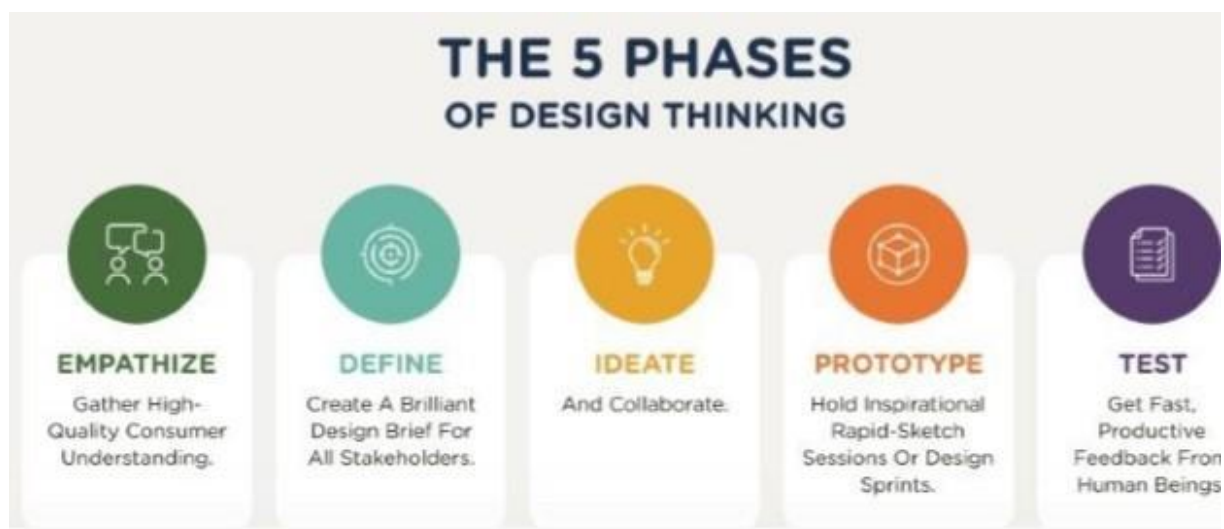 THE 5 PHASES
OF DESIGN THINKING
EMPATHIZE
Gather High-
Quality Consumer
Understanding.
DEFINE
Create A Brilliant
Design Brief For
All Stakeholders.
IDEATE
And Collaborate.
PROTOTYPE
Hold Inspirational
Rapid-Sketch
Sessions Or Design
Sprints.
TEST
Get Fast,
Productive
Feedback From
Human Beings